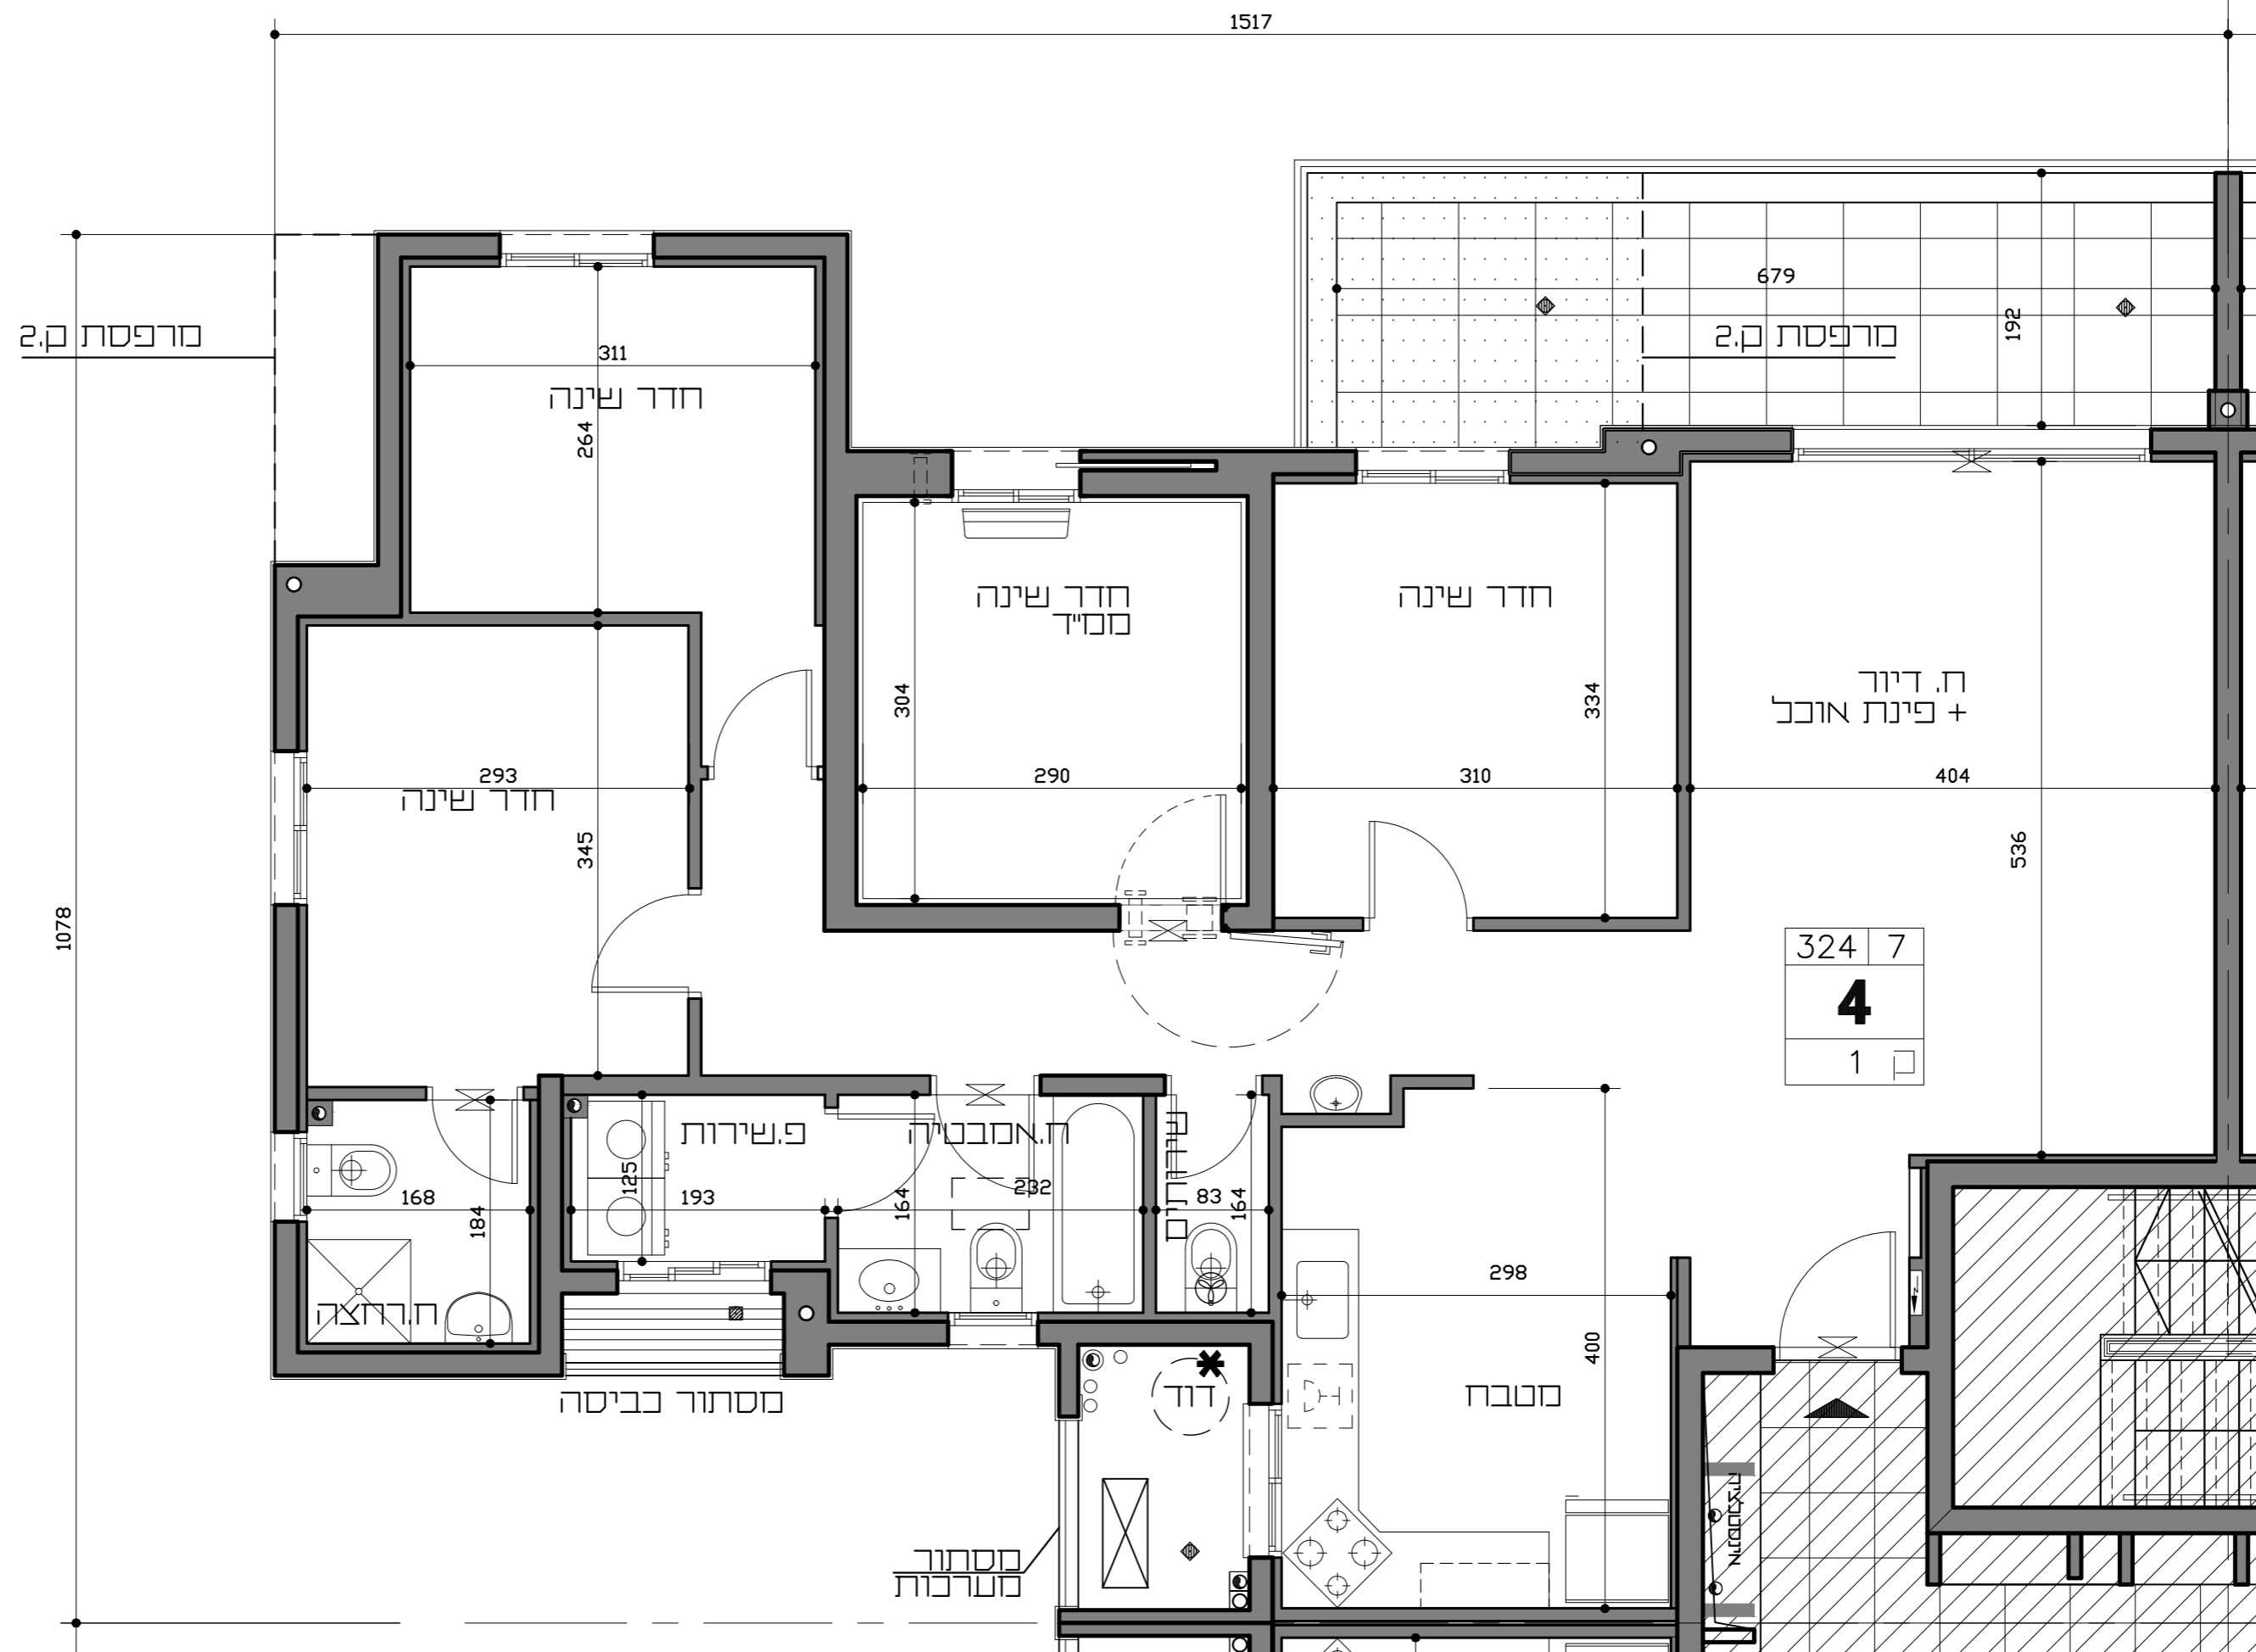 1517
679
מרפסת ק.2
192
מרפסת ק.2
311
חדר שינה
264
חדר שינה
ממ"ד
304
290
חדר שינה
334
310
ח. דיור
+ פינת אוכל
404
536
293
חדר שינה
345
1078
324 7
4
ק 1
פ.שירות
125
193
ח.אמבטיה
164
232
שירותים
83
164
168
184
ח.רחצה
298
400
מטבח
דוד
מסתור כביסה
מסתור
מערכות